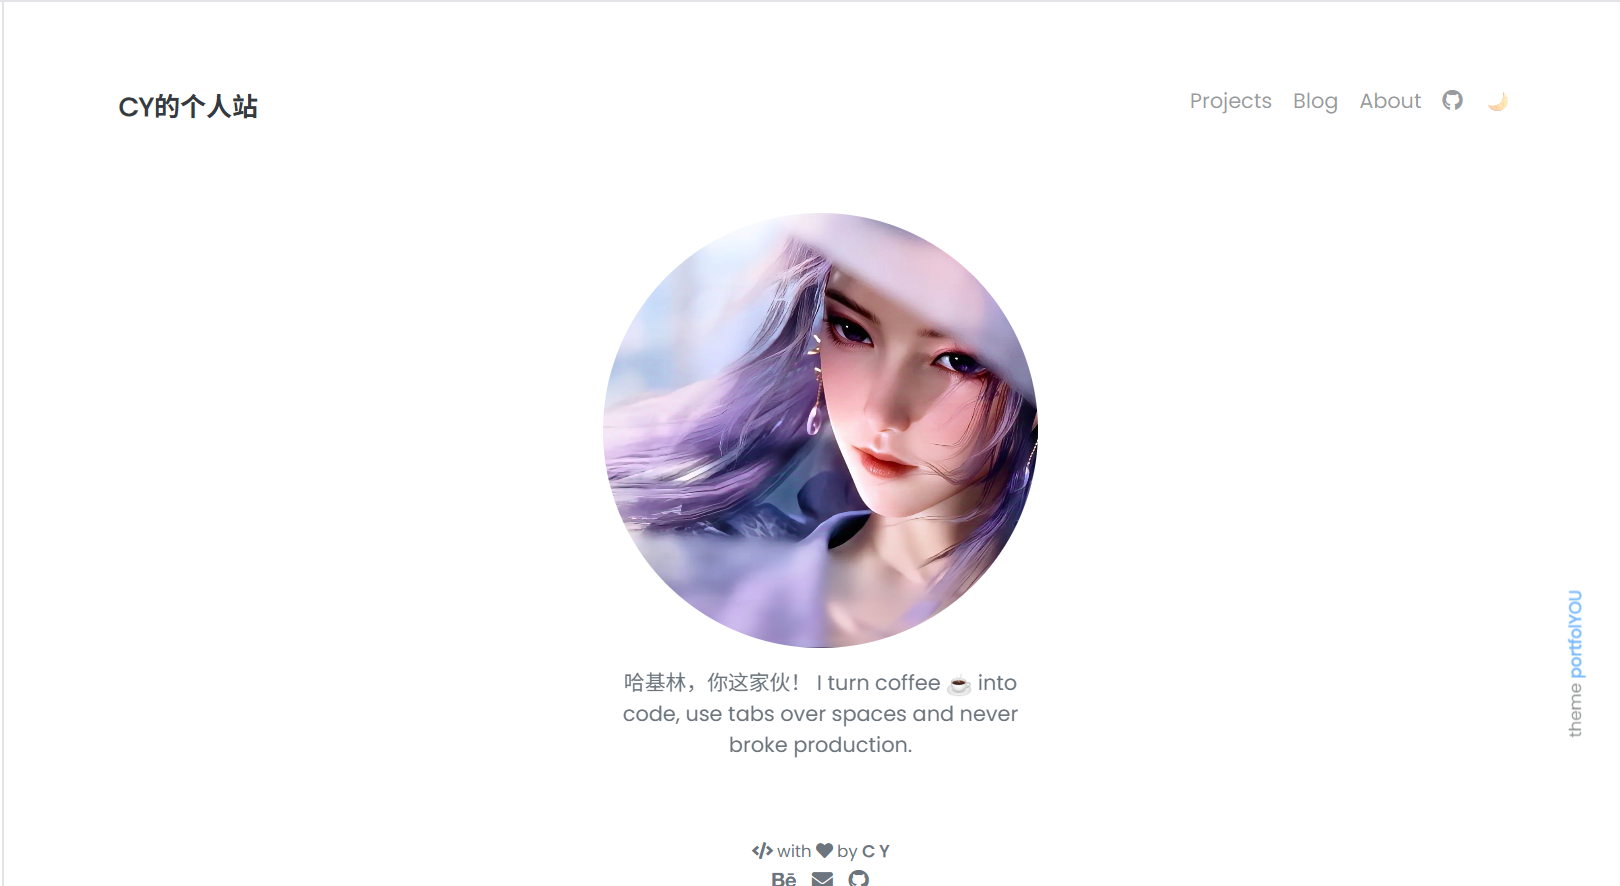 CY的个人站
Projects Blog About
哈基林，你这家伙！ I turn coffee ☕ into
code, use tabs over spaces and never
broke production.
theme portfolYOU
</> with ♥ by C Y
Bē